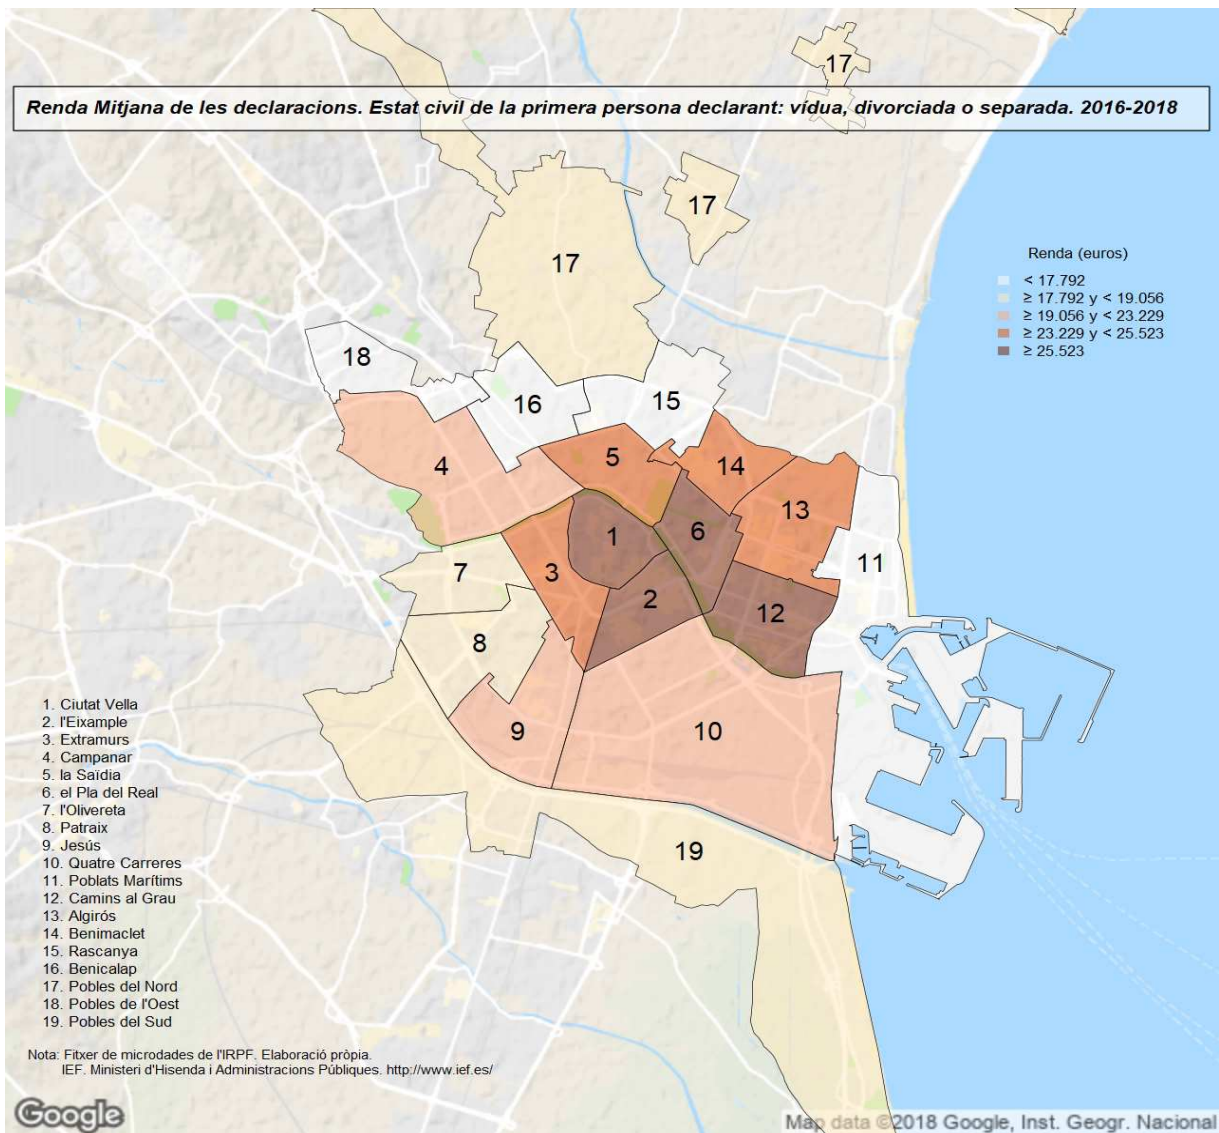 17
Renda Mitjana de les declaracions. Estat civil de la primera persona declarant: vídua, divorciada o separada. 2016-2018
17
17
Renda (euros)
< 17.792
≥ 17.792 y < 19.056
≥ 19.056 y < 23.229
≥ 23.229 y < 25.523
≥ 25.523
18
16
15
4
5
14
13
1
6
11
7
3
2
12
8
9
10
19
1. Ciutat Vella
2. l'Eixample
3. Extramurs
4. Campanar
5. la Saïdia
6. el Pla del Real
7. l'Olivereta
8. Patraix
9. Jesús
10. Quatre Carreres
11. Poblats Marítims
12. Camins al Grau
13. Algirós
14. Benimaclet
15. Rascanya
16. Benicalap
17. Pobles del Nord
18. Pobles de l'Oest
19. Pobles del Sud
Nota: Fitxer de microdades de l'IRPF. Elaboració pròpia.
IEF. Ministeri d'Hisenda i Administracions Públiques. http://www.ief.es/
Google
Map data ©2018 Google, Inst. Geogr. Nacional